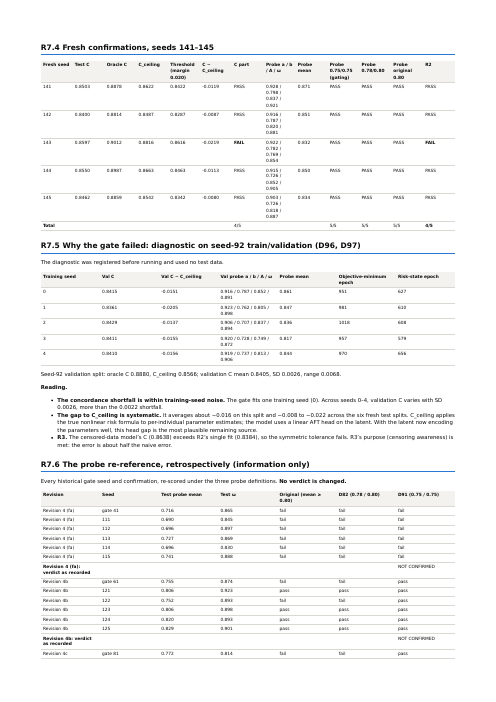 R7.4 Fresh confirmations, seeds 141–145
Fresh seed Test C Oracle C C_ceiling Threshold (margin 0.020) C − C_ceiling C part Probe a / b / A / ω Probe mean Probe 0.75/0.75 (gating) Probe 0.78/0.80 Probe original 0.80 R2
141 0.8503 0.8878 0.8622 0.8422 -0.0119 PASS 0.928 / 0.798 / 0.837 / 0.921 0.871 PASS PASS PASS PASS
142 0.8400 0.8814 0.8487 0.8287 -0.0087 PASS 0.916 / 0.787 / 0.820 / 0.881 0.851 PASS PASS PASS PASS
143 0.8597 0.9012 0.8816 0.8616 -0.0219 FAIL 0.922 / 0.782 / 0.769 / 0.854 0.832 PASS PASS PASS FAIL
144 0.8550 0.8987 0.8663 0.8463 -0.0113 PASS 0.915 / 0.726 / 0.852 / 0.905 0.850 PASS PASS PASS PASS
145 0.8462 0.8859 0.8542 0.8342 -0.0080 PASS 0.903 / 0.726 / 0.818 / 0.887 0.834 PASS PASS PASS PASS
Total 4/5 5/5 5/5 5/5 4/5
R7.5 Why the gate failed: diagnostic on seed-92 train/validation (D96, D97)
The diagnostic was registered before running and used no test data.
Training seed Val C Val C − C_ceiling Val probe a / b / A / ω Probe mean Objective-minimum epoch Risk-state epoch
0 0.8415 -0.0151 0.916 / 0.787 / 0.852 / 0.891 0.861 951 627
1 0.8361 -0.0205 0.923 / 0.762 / 0.805 / 0.898 0.847 981 610
2 0.8429 -0.0137 0.906 / 0.707 / 0.837 / 0.894 0.836 1018 608
3 0.8411 -0.0155 0.920 / 0.728 / 0.749 / 0.872 0.817 957 579
4 0.8410 -0.0156 0.919 / 0.737 / 0.813 / 0.906 0.844 970 656
Seed-92 validation split: oracle C 0.8880, C_ceiling 0.8566; validation C mean 0.8405, SD 0.0026, range 0.0068.
Reading.
• The concordance shortfall is within training-seed noise. The gate fits one training seed (0). Across seeds 0–4, validation C varies with SD
0.0026, more than the 0.0022 shortfall.
• The gap to C_ceiling is systematic. It averages about −0.016 on this split and −0.008 to −0.022 across the six fresh test splits. C_ceiling applies
the true nonlinear risk formula to per-individual parameter estimates; the model uses a linear AFT head on the latent. With the latent now encoding
the parameters well, this head gap is the most plausible remaining source.
• R3. The censored-data model's C (0.8638) exceeds R2's single fit (0.8384), so the symmetric tolerance fails. R3's purpose (censoring awareness) is
met: the error is about half the naive error.
R7.6 The probe re-reference, retrospectively (information only)
Every historical gate seed and confirmation, re-scored under the three probe definitions. No verdict is changed.
Revision Seed Test probe mean Test ω Original (mean ≥ 0.80) D82 (0.78 / 0.80) D91 (0.75 / 0.75)
Revision 4 (fa) gate 41 0.716 0.865 fail fail fail
Revision 4 (fa) 111 0.690 0.845 fail fail fail
Revision 4 (fa) 112 0.696 0.897 fail fail fail
Revision 4 (fa) 113 0.727 0.869 fail fail fail
Revision 4 (fa) 114 0.696 0.830 fail fail fail
Revision 4 (fa) 115 0.741 0.888 fail fail fail
Revision 4 (fa): verdict as recorded NOT CONFIRMED
Revision 4b gate 61 0.755 0.874 fail fail pass
Revision 4b 121 0.806 0.923 pass pass pass
Revision 4b 122 0.752 0.893 fail fail pass
Revision 4b 123 0.806 0.898 pass pass pass
Revision 4b 124 0.820 0.893 pass pass pass
Revision 4b 125 0.829 0.901 pass pass pass
Revision 4b: verdict as recorded NOT CONFIRMED
Revision 4c gate 81 0.772 0.814 fail fail pass